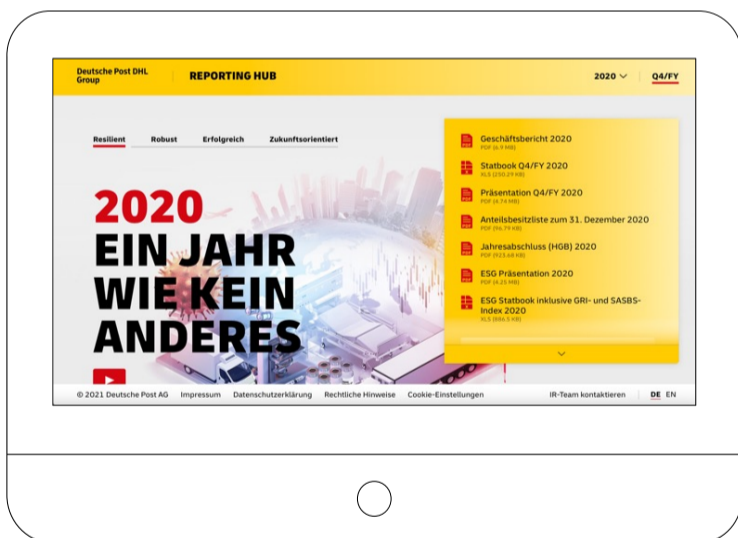 Deutsche Post DHL
Group
REPORTING HUB
2020
Q4/FY
Resilient
Robust
Erfolgreich
Zukunftsorientiert
2020
EIN JAHR
WIE KEIN
ANDERES
Geschäftsbericht 2020
PDF (6.9 MB)
Statbook Q4/FY 2020
XLS (250.29 KB)
Präsentation Q4/FY 2020
PDF (4.74 MB)
Anteilsbesitzliste zum 31. Dezember 2020
PDF (96.79 KB)
Jahresabschluss (HGB) 2020
PDF (923.68 KB)
ESG Präsentation 2020
PDF (4.25 MB)
ESG Statbook inklusive GRI- und SASBS-
Index 2020
XLS (886.5 KB)
© 2021 Deutsche Post AG
Impressum
Datenschutzerklärung
Rechtliche Hinweise
Cookie-Einstellungen
IR-Team kontaktieren
DE EN